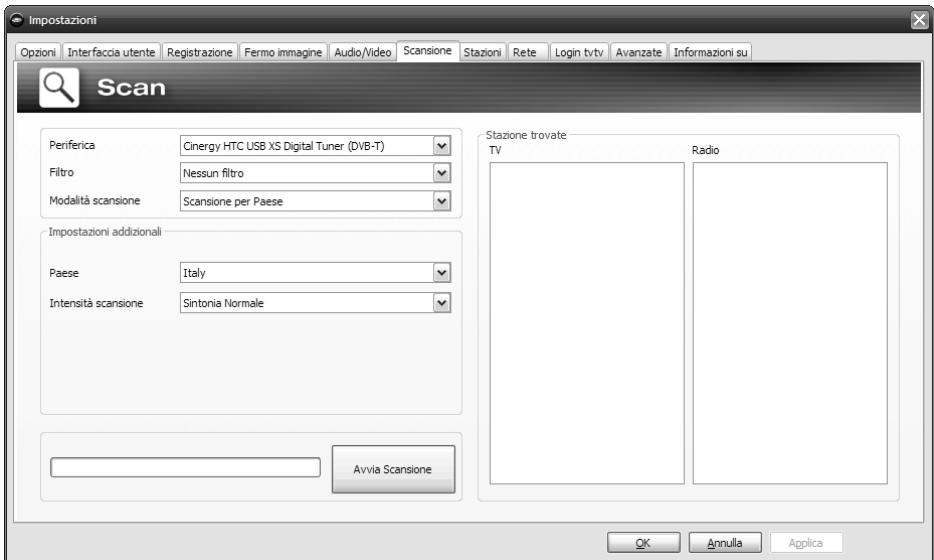 Impostazioni
Opzioni Interfaccia utente Registrazione Fermo immagine Audio/Video Scansione Stazioni Rete Login tvtv Avanzate Informazioni su
Scan
Periferica Cinergy HTC USB XS Digital Tuner (DVB-T)
Filtro Nessun filtro
Modalità scansione Scansione per Paese
Impostazioni addizionali
Paese Italy
Intensità scansione Sintonia Normale
Avvia Scansione
Stazione trovate
TV Radio
OK Annulla Applica